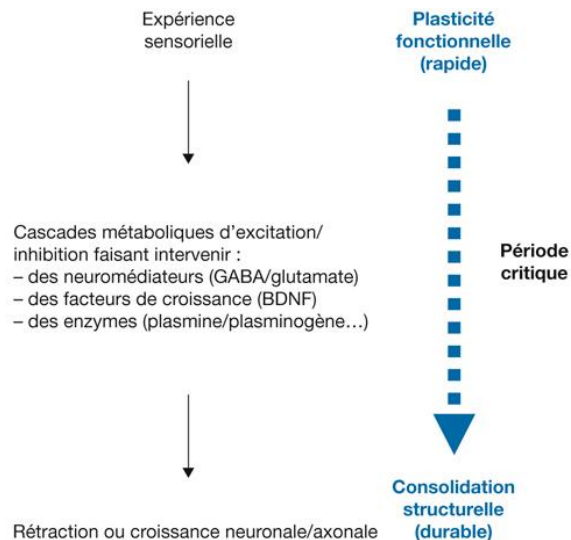 Expérience
sensorielle
Plasticité
fonctionnelle
(rapide)
Cascades métaboliques d’excitation/
inhibition faisant intervenir :
– des neuromédiateurs (GABA/glutamate)
– des facteurs de croissance (BDNF)
– des enzymes (plasmine/plasminogène…)
Période
critique
Rétraction ou croissance neuronale/axonale
Consolidation
structurelle
(durable)